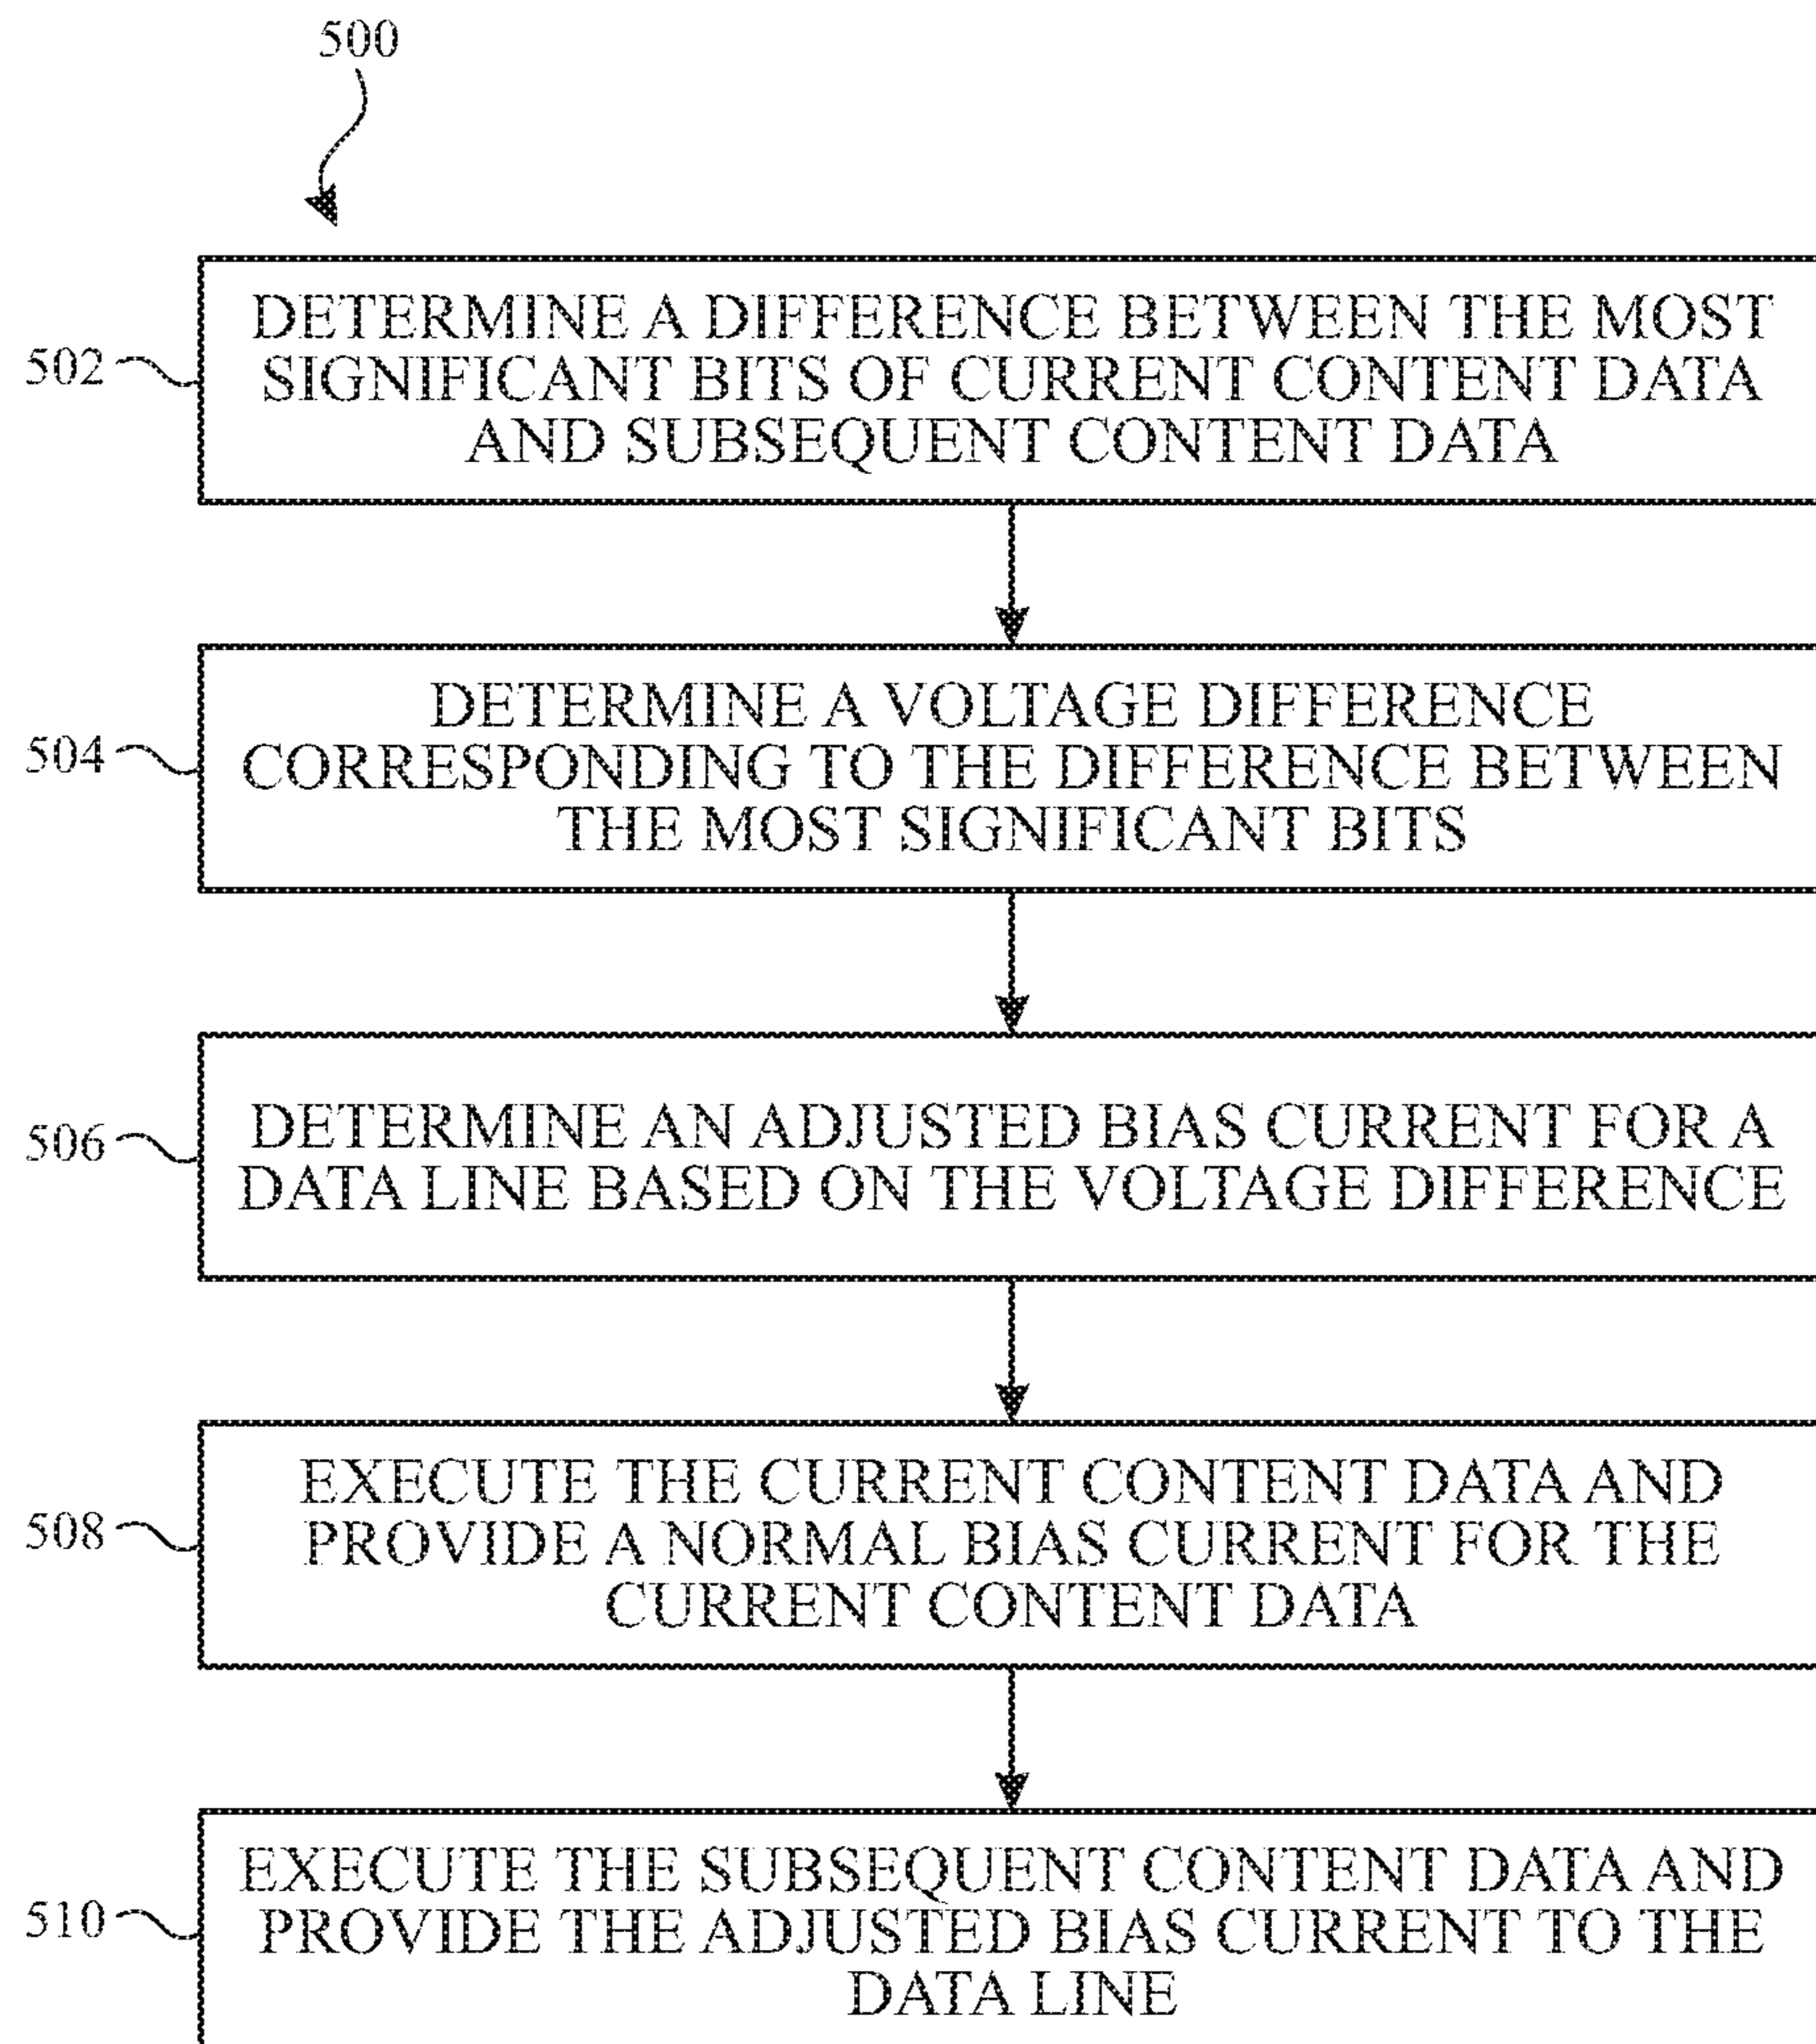 500
502
DETERMINE A DIFFERENCE BETWEEN THE MOST
SIGNIFICANT BITS OF CURRENT CONTENT DATA
AND SUBSEQUENT CONTENT DATA
504
DETERMINE A VOLTAGE DIFFERENCE
CORRESPONDING TO THE DIFFERENCE BETWEEN
THE MOST SIGNIFICANT BITS
506
DETERMINE AN ADJUSTED BIAS CURRENT FOR A
DATA LINE BASED ON THE VOLTAGE DIFFERENCE
508
EXECUTE THE CURRENT CONTENT DATA AND
PROVIDE A NORMAL BIAS CURRENT FOR THE
CURRENT CONTENT DATA
510
EXECUTE THE SUBSEQUENT CONTENT DATA AND
PROVIDE THE ADJUSTED BIAS CURRENT TO THE
DATA LINE